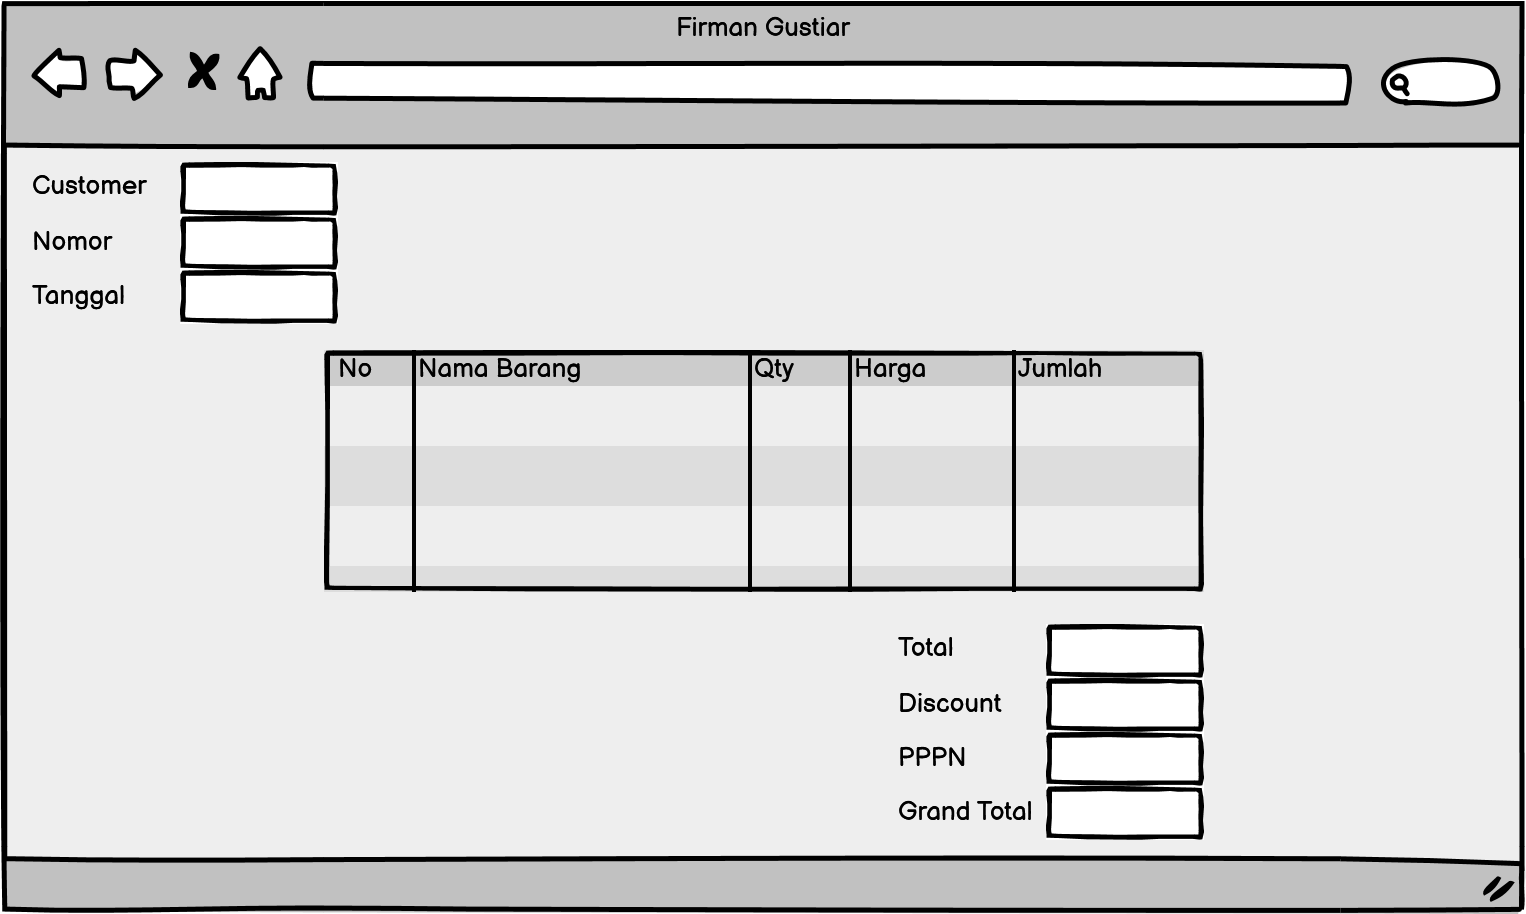 Firman Gustiar
Customer
Nomor
Tanggal
No Nama Barang Qty Harga Jumlah
Total
Discount
PPPN
Grand Total